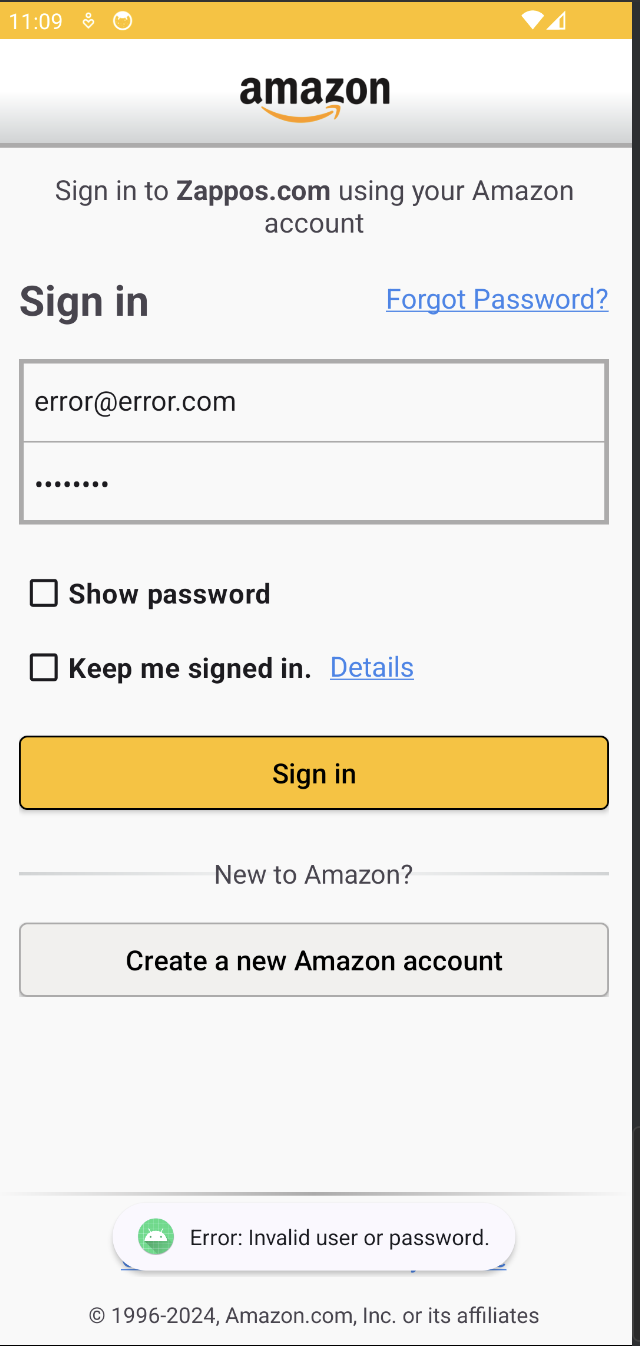 11:09
amazon
Sign in to Zappos.com using your Amazon
account
Sign in
Forgot Password?
error@error.com
••••••••
Show password
Keep me signed in. Details
Sign in
New to Amazon?
Create a new Amazon account
Error: Invalid user or password.
© 1996-2024, Amazon.com, Inc. or its affiliates